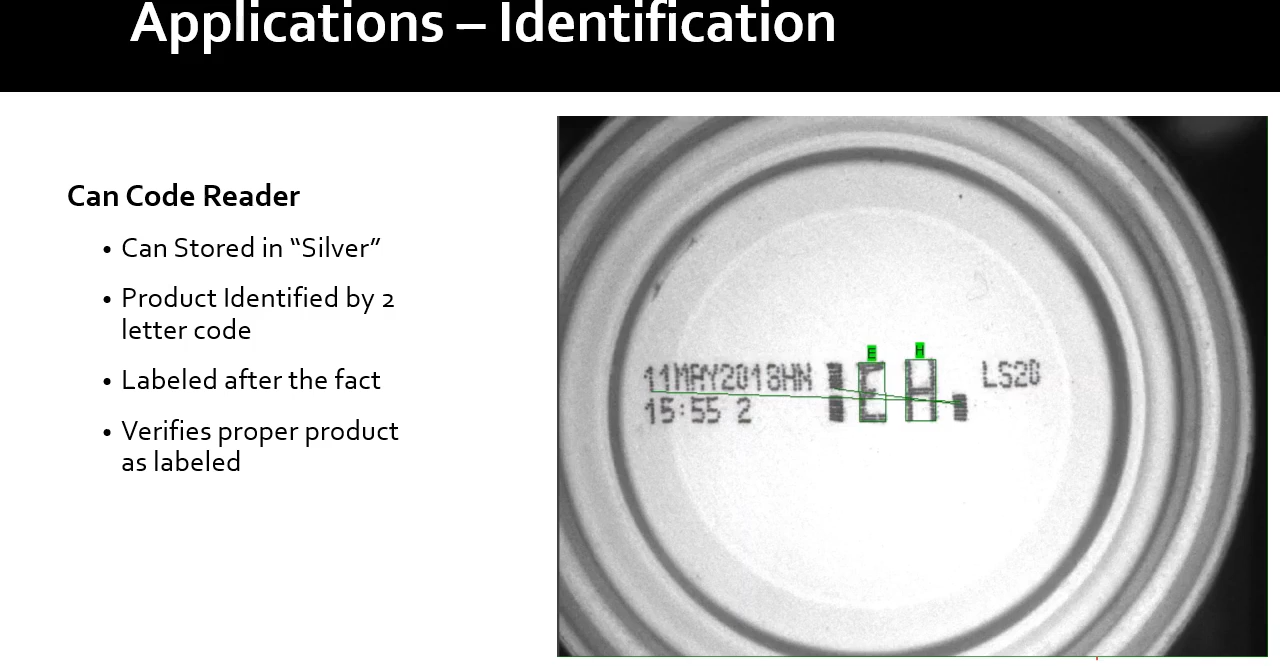 Applications – Identification
Can Code Reader
• Can Stored in “Silver”
• Product Identified by 2
letter code
• Labeled after the fact
• Verifies proper product
as labeled
E H
11MAY2018HN EH LS20
15:55 2